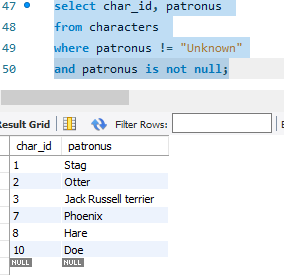 47 select char_id, patronus
48 from characters
49 where patronus != "Unknown"
50 and patronus is not null;
Result Grid Filter Rows:
char_id patronus
1 Stag
2 Otter
3 Jack Russell terrier
7 Phoenix
8 Hare
10 Doe
NULL NULL